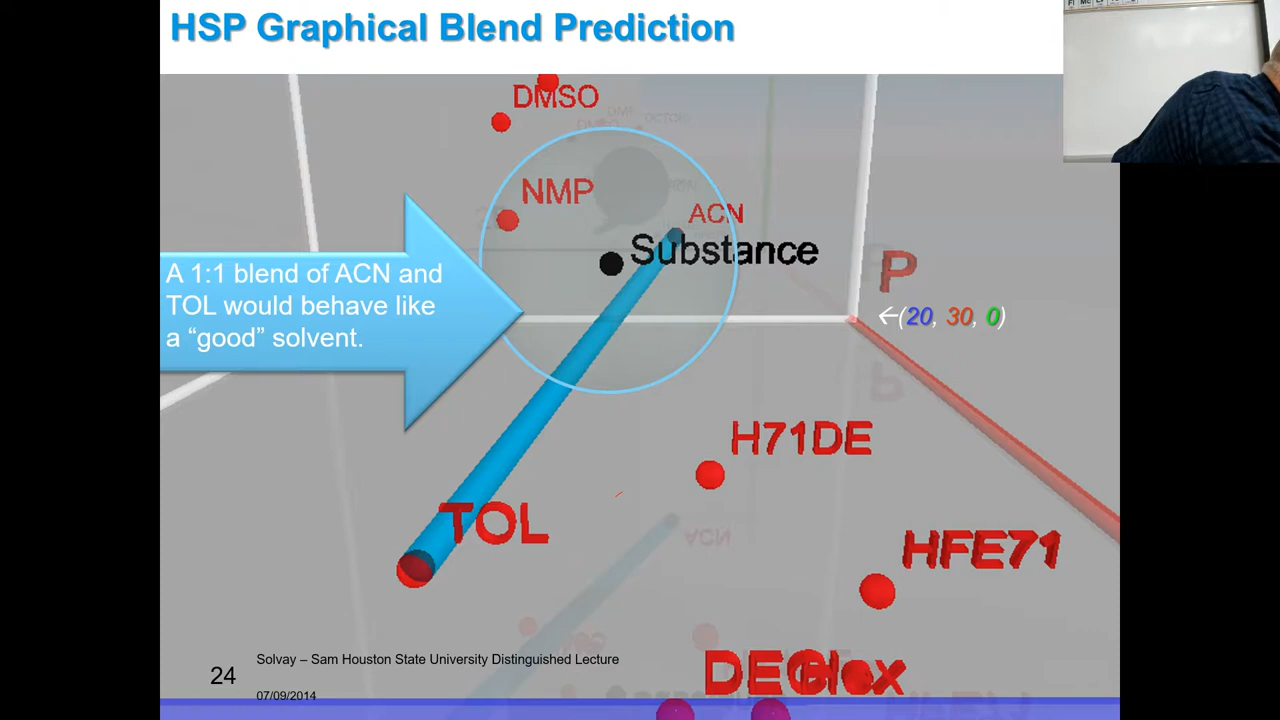 HSP Graphical Blend Prediction
DMSO
NMP
ACN
Substance
A 1:1 blend of ACN and
TOL would behave like
a “good” solvent.
P
←(20, 30, 0)
H71DE
TOL
HFE71
ACN
Solvay – Sam Houston State University Distinguished Lecture
24
07/09/2014